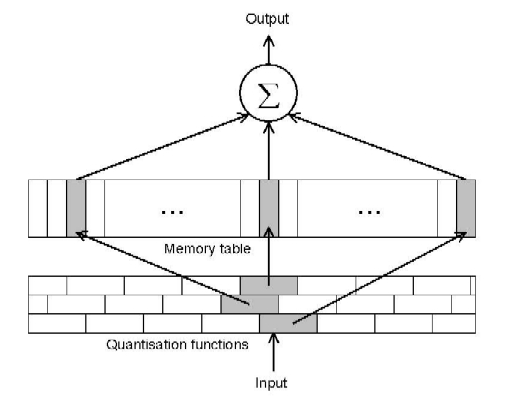 Output
Σ
...
...
Memory table
Quantisation functions
Input